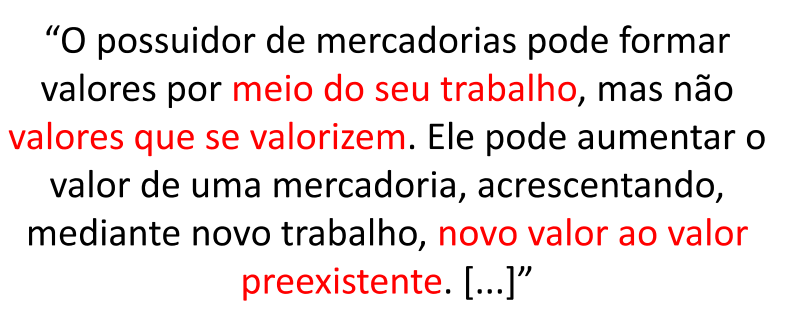 “O possuidor de mercadorias pode formar
valores por meio do seu trabalho, mas não
valores que se valorizem. Ele pode aumentar o
valor de uma mercadoria, acrescentando,
mediante novo trabalho, novo valor ao valor
preexistente. [...]”